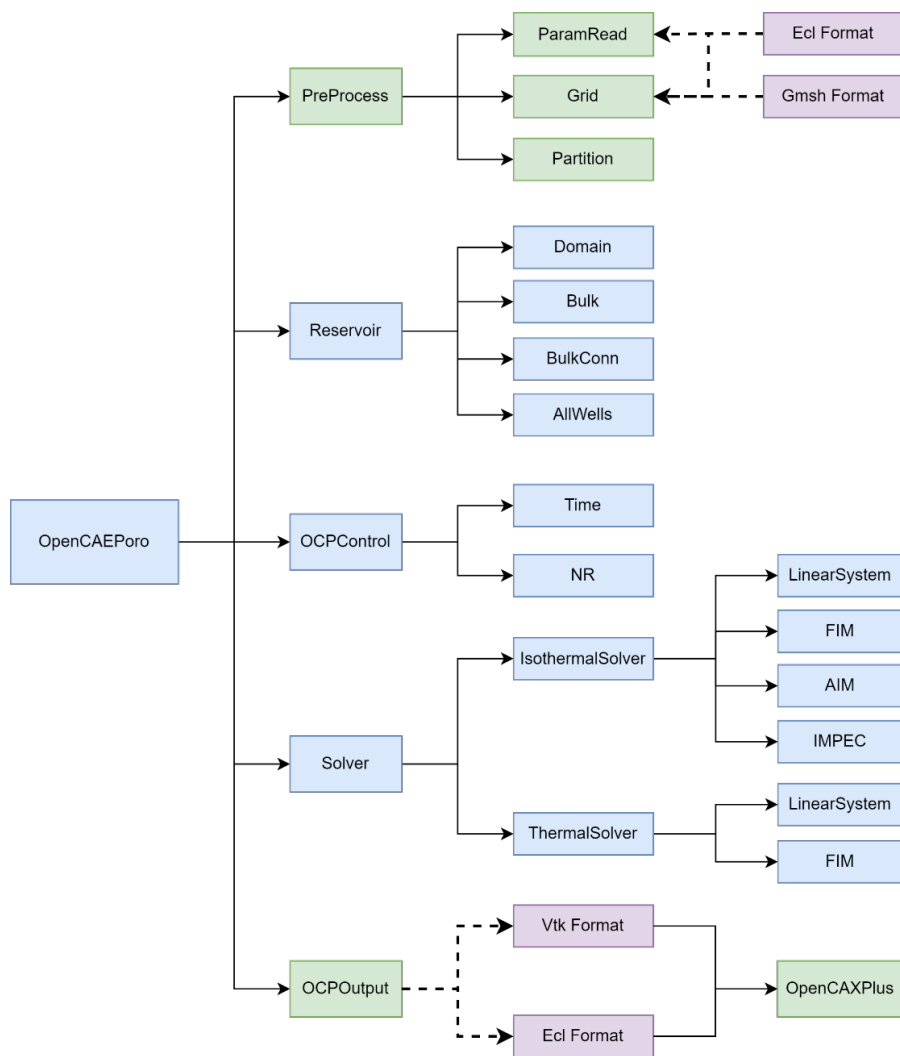 ParamRead
Ecl Format
PreProcess
Grid
Gmsh Format
Partition
Domain
Bulk
Reservoir
BulkConn
AllWells
OpenCAEPoro
OCPControl
Time
NR
LinearSystem
FIM
IsothermalSolver
AIM
IMPEC
Solver
LinearSystem
ThermalSolver
FIM
Vtk Format
OCPOutput
OpenCAXPlus
Ecl Format